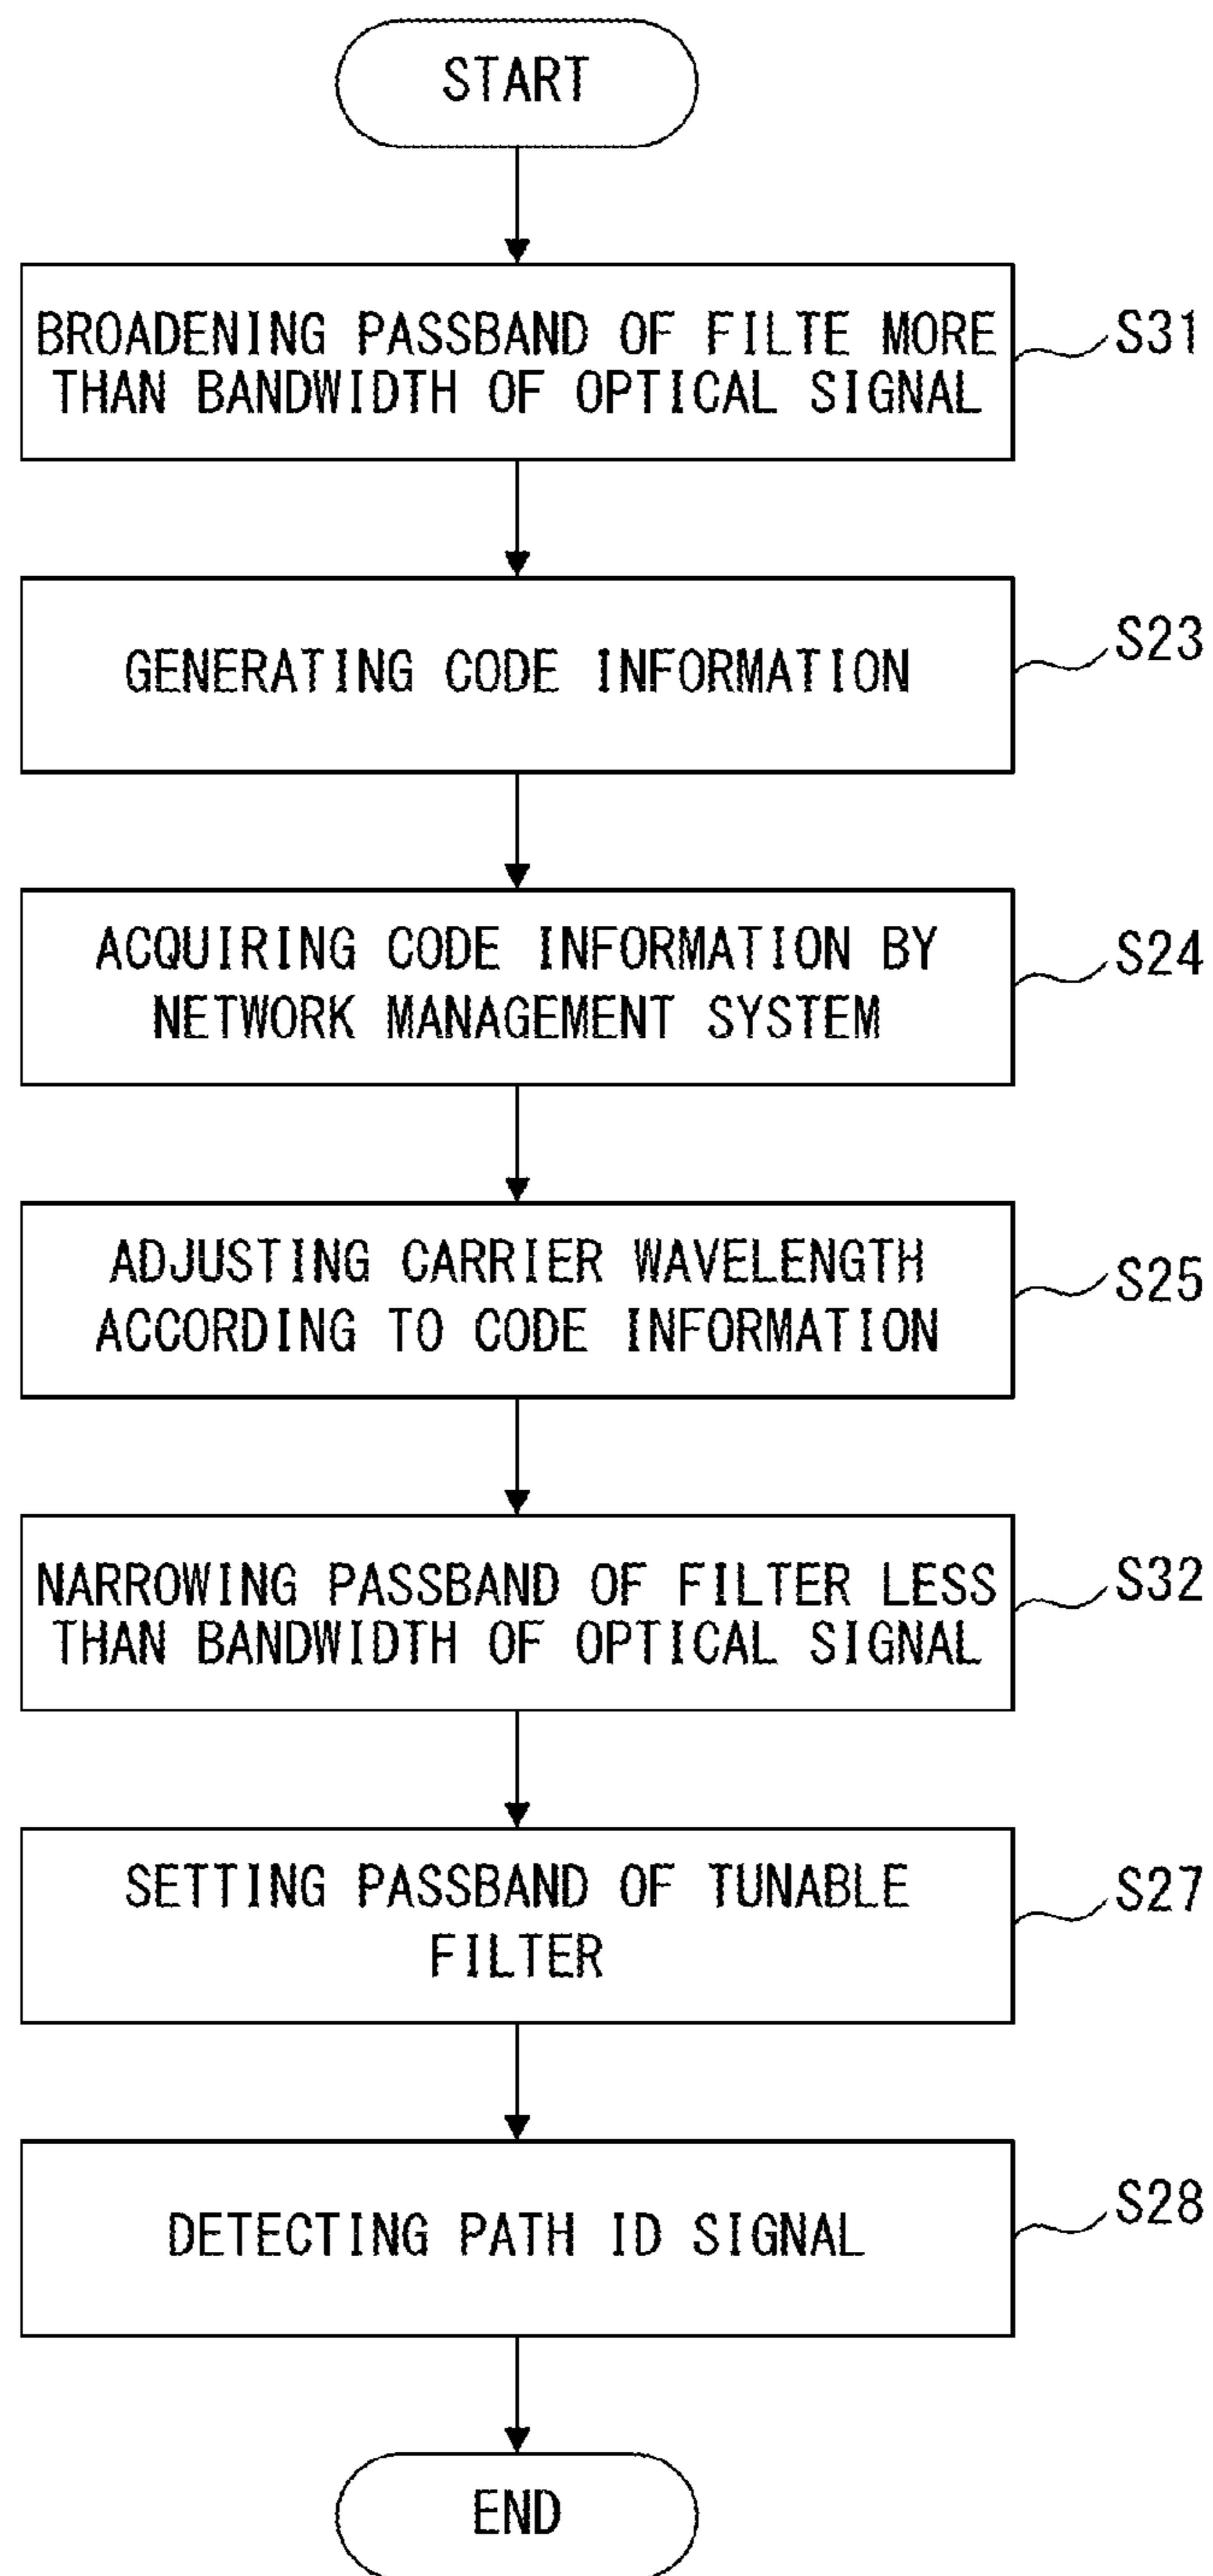 START
BROADENING PASSBAND OF FILTE MORE
THAN BANDWIDTH OF OPTICAL SIGNAL
S31
GENERATING CODE INFORMATION
S23
ACQUIRING CODE INFORMATION BY
NETWORK MANAGEMENT SYSTEM
S24
ADJUSTING CARRIER WAVELENGTH
ACCORDING TO CODE INFORMATION
S25
NARROWING PASSBAND OF FILTER LESS
THAN BANDWIDTH OF OPTICAL SIGNAL
S32
SETTING PASSBAND OF TUNABLE
FILTER
S27
DETECTING PATH ID SIGNAL
S28
END